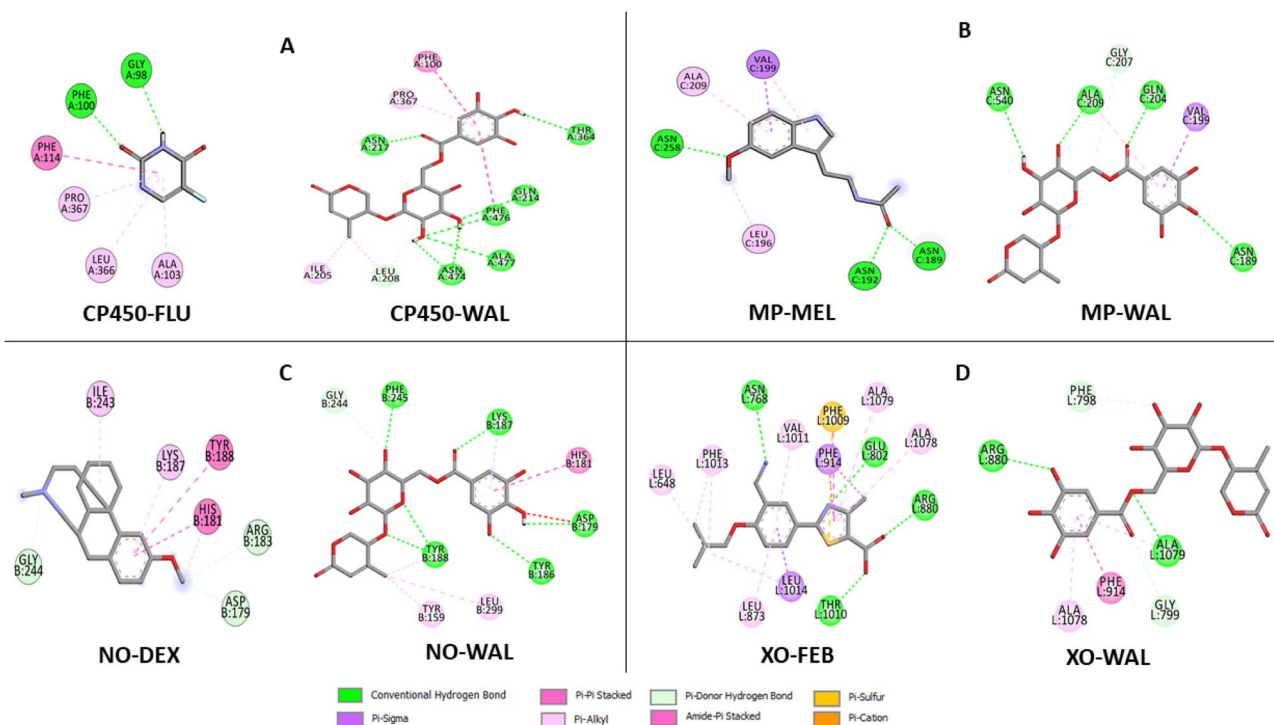 A
GLY
A:98
PHE
A:100
PHE
A:114
PRO
A:367
LEU
A:366
ALA
A:103
CP450-FLU
PHE
A:100
PRO
A:367
ASN
A:217
THR
A:364
GLN
A:214
PHE
A:476
ALA
A:477
ASN
A:474
LEU
A:208
ILE
A:205
CP450-WAL
B
VAL
C:199
ALA
C:209
ASN
C:258
LEU
C:196
ASN
C:192
ASN
C:189
MP-MEL
GLY
C:207
ASN
C:540
ALA
C:209
GLN
C:204
VAL
C:199
ASN
C:189
MP-WAL
C
ILE
B:243
LYS
B:187
TYR
B:188
HIS
B:181
ARG
B:183
GLY
B:244
ASP
B:179
NO-DEX
GLY
B:244
PHE
B:245
LYS
B:187
HIS
B:181
ASP
B:179
TYR
B:188
TYR
B:186
TYR
B:159
LEU
B:299
NO-WAL
D
ASN
L:768
PHE
L:1009
ALA
L:1079
VAL
L:1011
PHE
L:914
GLU
L:802
ALA
L:1078
PHE
L:1013
LEU
L:648
ARG
L:880
LEU
L:1014
LEU
L:873
THR
L:1010
XO-FEB
PHE
L:798
ARG
L:880
ALA
L:1079
PHE
L:914
ALA
L:1078
GLY
L:799
XO-WAL
Conventional Hydrogen Bond
Pi-Pi Stacked
Pi-Donor Hydrogen Bond
Pi-Sulfur
Pi-Sigma
Pi-Alkyl
Amide-Pi Stacked
Pi-Cation